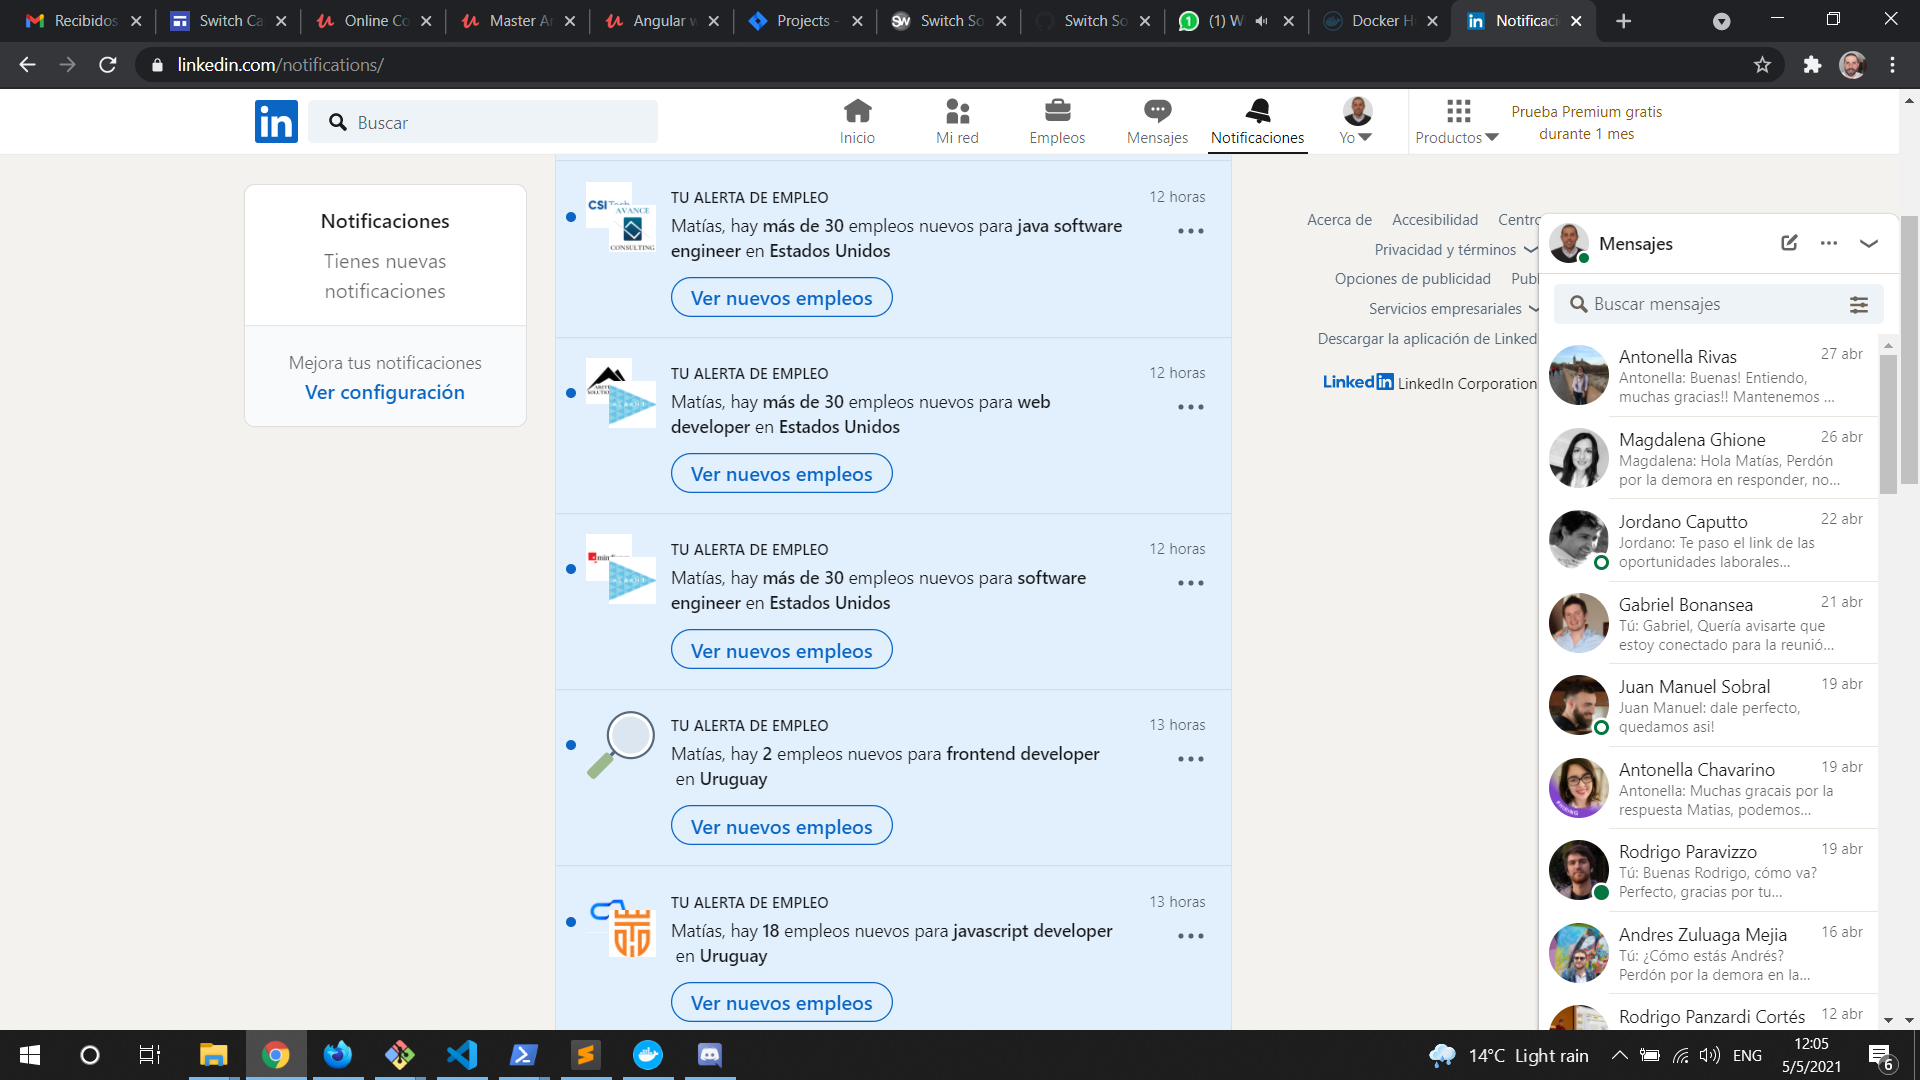 Recibidos
Switch Ca
Online Co
Master A
Angular w
Projects -
Switch So
Switch So
(1) W
Docker H
Notificaci
linkedin.com/notifications/
Buscar
Inicio
Mi red
Empleos
Mensajes
Notificaciones
Yo
Productos
Prueba Premium gratis
durante 1 mes
Notificaciones
Tienes nuevas
notificaciones
Mejora tus notificaciones
Ver configuración
CSI Tech
AVANCE
CONSULTING
TU ALERTA DE EMPLEO
12 horas
Matías, hay más de 30 empleos nuevos para java software
engineer en Estados Unidos
Ver nuevos empleos
TU ALERTA DE EMPLEO
12 horas
Matías, hay más de 30 empleos nuevos para web
developer en Estados Unidos
Ver nuevos empleos
TU ALERTA DE EMPLEO
12 horas
Matías, hay más de 30 empleos nuevos para software
engineer en Estados Unidos
Ver nuevos empleos
TU ALERTA DE EMPLEO
13 horas
Matías, hay 2 empleos nuevos para frontend developer
en Uruguay
Ver nuevos empleos
TU ALERTA DE EMPLEO
13 horas
Matías, hay 18 empleos nuevos para javascript developer
en Uruguay
Ver nuevos empleos
Acerca de Accesibilidad Centro
Privacidad y términos
Opciones de publicidad Publ
Servicios empresariales
Descargar la aplicación de Linked
LinkedIn LinkedIn Corporation
Mensajes
Buscar mensajes
Antonella Rivas
27 abr
Antonella: Buenas! Entiendo,
muchas gracias!! Mantenemos ...
Magdalena Ghione
26 abr
Magdalena: Hola Matías, Perdón
por la demora en responder, no...
Jordano Caputto
22 abr
Jordano: Te paso el link de las
oportunidades laborales...
Gabriel Bonansea
21 abr
Tú: Gabriel, Quería avisarte que
estoy conectado para la reunió...
Juan Manuel Sobral
19 abr
Juan Manuel: dale perfecto,
quedamos asi!
Antonella Chavarino
19 abr
Antonella: Muchas gracais por la
respuesta Matias, podemos...
Rodrigo Paravizzo
19 abr
Tú: Buenas Rodrigo, cómo va?
Perfecto, gracias por tu...
Andres Zuluaga Mejia
16 abr
Tú: ¿Cómo estás Andrés?
Perdón por la demora en la...
Rodrigo Panzardi Cortés
12 abr
14°C Light rain
ENG
12:05
5/5/2021
6